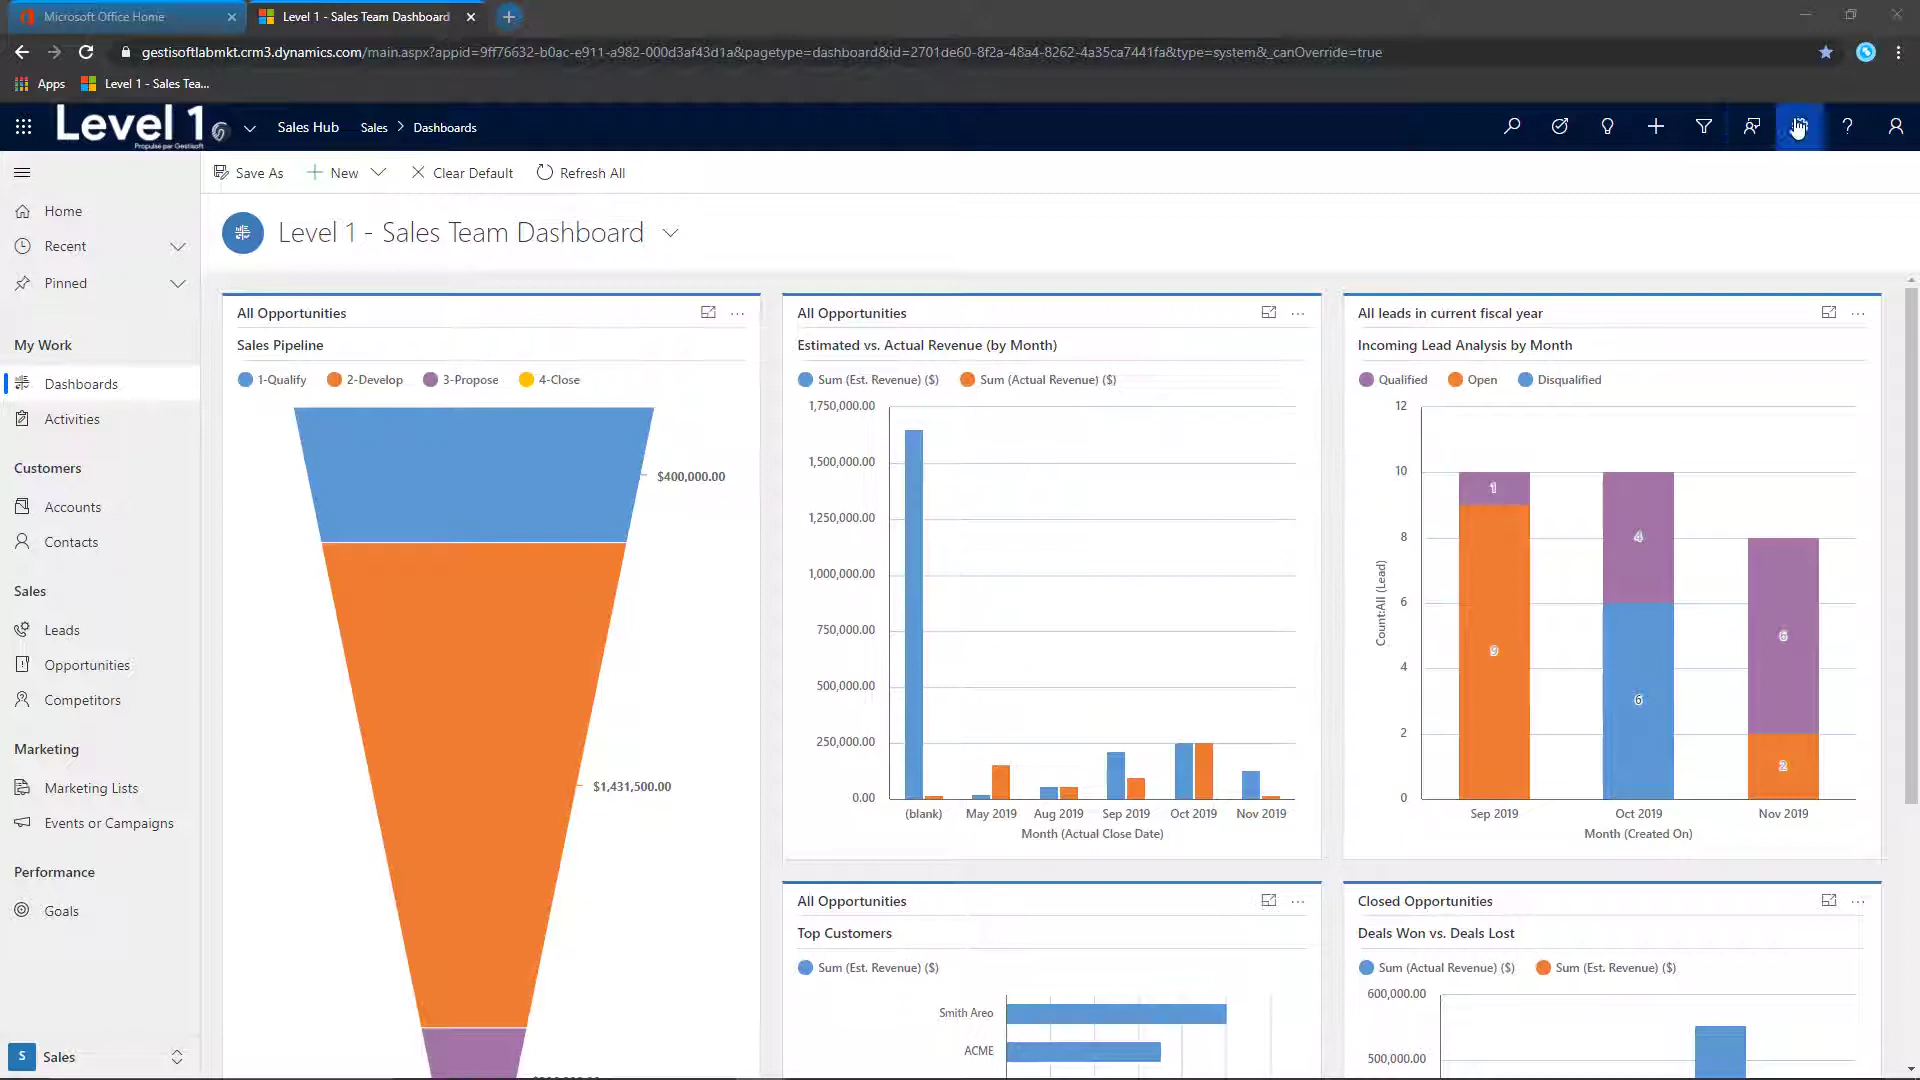 Microsoft Office Home
Level 1 - Sales Team Dashboard
gestisoftlabmkt.crm3.dynamics.com/main.aspx?appid=9ff76632-b0ac-e911-a982-000d3af43d1a&pagetype=dashboard&id=2701de60-8f2a-48a4-8262-4a35ca7441fa&type=system&_canOverride=true
Apps
Level 1 - Sales Tea...
Level 1
Propulsé par Gestisoft
Sales Hub
Sales > Dashboards
Save As
New
Clear Default
Refresh All
Home
Recent
Pinned
My Work
Dashboards
Activities
Customers
Accounts
Contacts
Sales
Leads
Opportunities
Competitors
Marketing
Marketing Lists
Events or Campaigns
Performance
Goals
S Sales
Level 1 - Sales Team Dashboard
All Opportunities
Sales Pipeline
1-Qualify 2-Develop 3-Propose 4-Close
$400,000.00
$1,431,500.00
All Opportunities
Estimated vs. Actual Revenue (by Month)
Sum (Est. Revenue) ($) Sum (Actual Revenue) ($)
1,750,000.00
1,500,000.00
1,250,000.00
1,000,000.00
750,000.00
500,000.00
250,000.00
0.00
(blank) May 2019 Aug 2019 Sep 2019 Oct 2019 Nov 2019
Month (Actual Close Date)
All leads in current fiscal year
Incoming Lead Analysis by Month
Qualified Open Disqualified
Count:All (Lead)
12
10
8
6
4
2
0
1
9
4
6
6
2
Sep 2019 Oct 2019 Nov 2019
Month (Created On)
All Opportunities
Top Customers
Sum (Est. Revenue) ($)
Smith Areo
ACME
Closed Opportunities
Deals Won vs. Deals Lost
Sum (Actual Revenue) ($) Sum (Est. Revenue) ($)
600,000.00
500,000.00